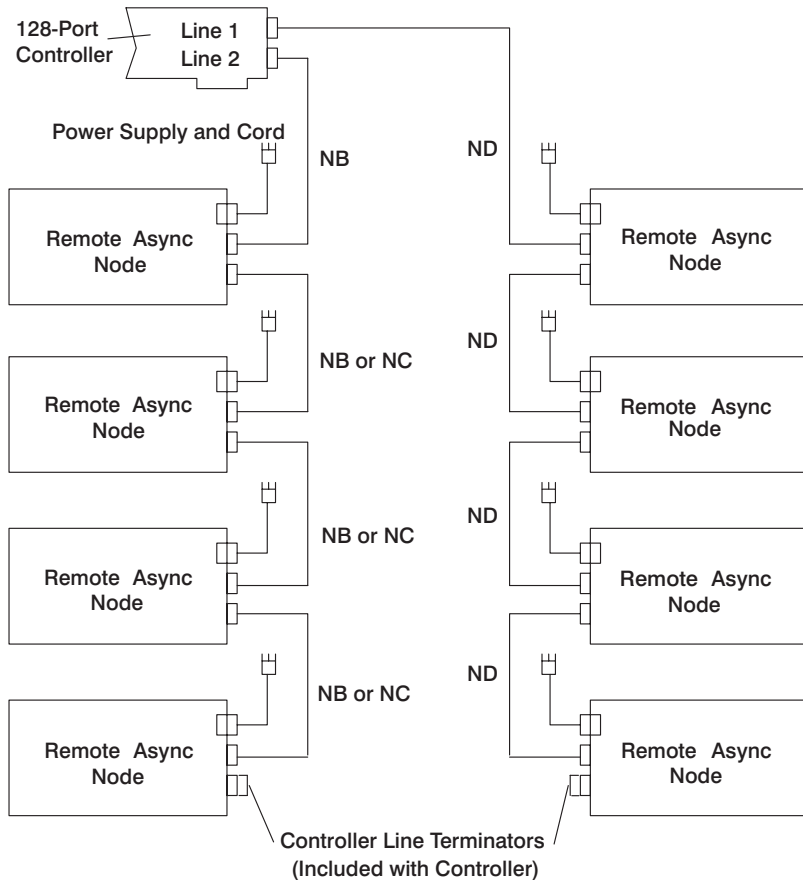 128-Port
Controller
Line 1
Line 2
Power Supply and Cord
NB
ND
Remote Async
Node
Remote Async
Node
NB or NC
ND
Remote Async
Node
Remote Async
Node
NB or NC
ND
Remote Async
Node
Remote Async
Node
NB or NC
ND
Remote Async
Node
Remote Async
Node
Controller Line Terminators
(Included with Controller)